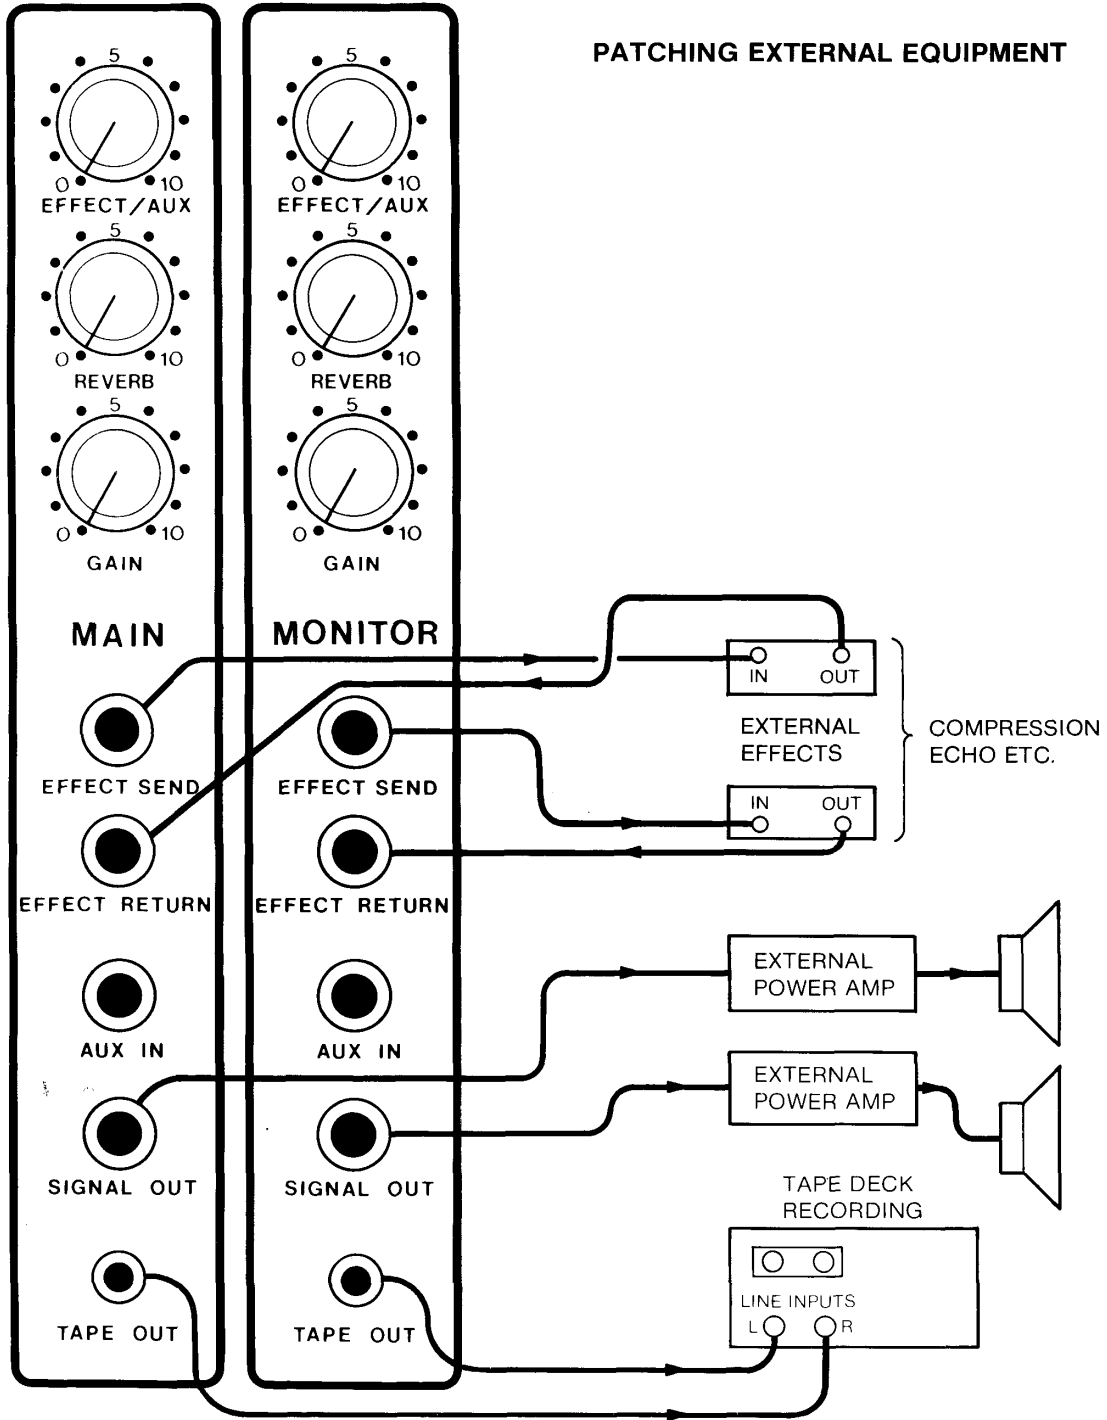 PATCHING EXTERNAL EQUIPMENT
5
0 10
EFFECT/AUX
5
0 10
REVERB
5
0 10
GAIN
MAIN
EFFECT SEND
EFFECT RETURN
AUX IN
SIGNAL OUT
TAPE OUT
5
0 10
EFFECT/AUX
5
0 10
REVERB
5
0 10
GAIN
MONITOR
EFFECT SEND
EFFECT RETURN
AUX IN
SIGNAL OUT
TAPE OUT
IN OUT
EXTERNAL
EFFECTS
IN OUT
COMPRESSION
ECHO ETC.
EXTERNAL
POWER AMP
EXTERNAL
POWER AMP
TAPE DECK
RECORDING
LINE INPUTS
L R